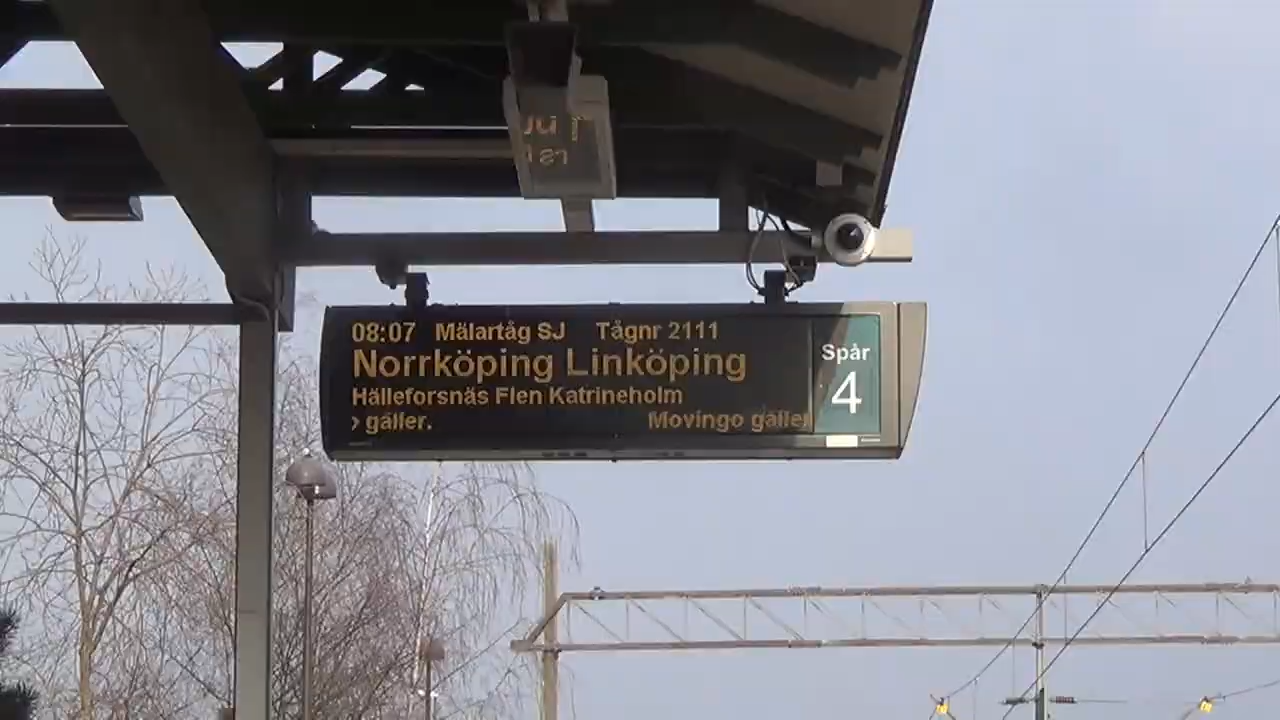 08:07 Mälartåg SJ Tågnr 2111
Norrköping Linköping
Hälleforsnäs Flen Katrineholm
› gäller. Movingo gäller
Spår
4